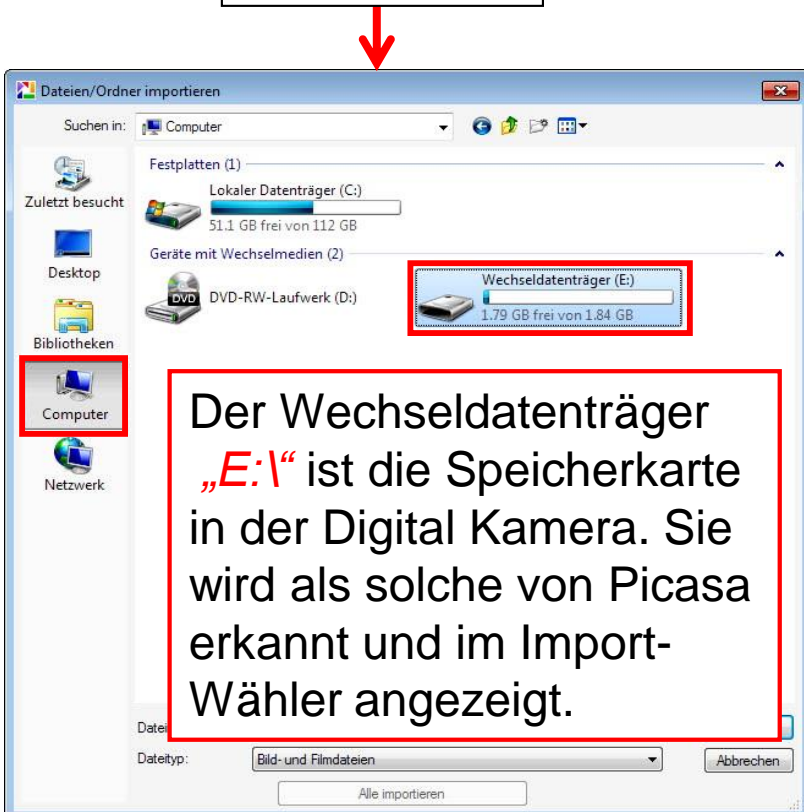 Dateien/Ordner importieren
Suchen in:
Computer
Zuletzt besucht
Desktop
Bibliotheken
Computer
Netzwerk
Festplatten (1)
Lokaler Datenträger (C:)
51.1 GB frei von 112 GB
Geräte mit Wechselmedien (2)
DVD
DVD-RW-Laufwerk (D:)
Wechseldatenträger (E:)
1.79 GB frei von 1.84 GB
Der Wechseldatenträger
„E:\“ ist die Speicherkarte
in der Digital Kamera. Sie
wird als solche von Picasa
erkannt und im Import-
Wähler angezeigt.
Dateityp:
Bild- und Filmdateien
Abbrechen
Alle importieren